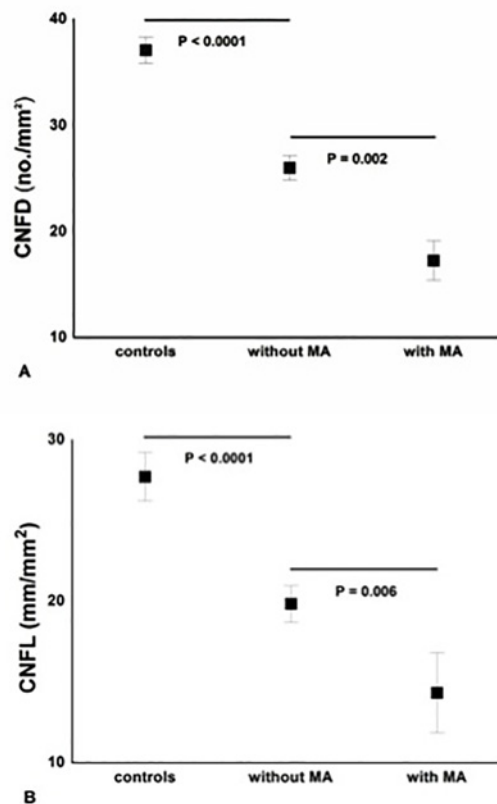 40
P < 0.0001
30
P = 0.002
CNFD (no./mm²)
20
10
controls without MA with MA
A
30
P < 0.0001
P = 0.006
CNFL (mm/mm²)
20
10
controls without MA with MA
B